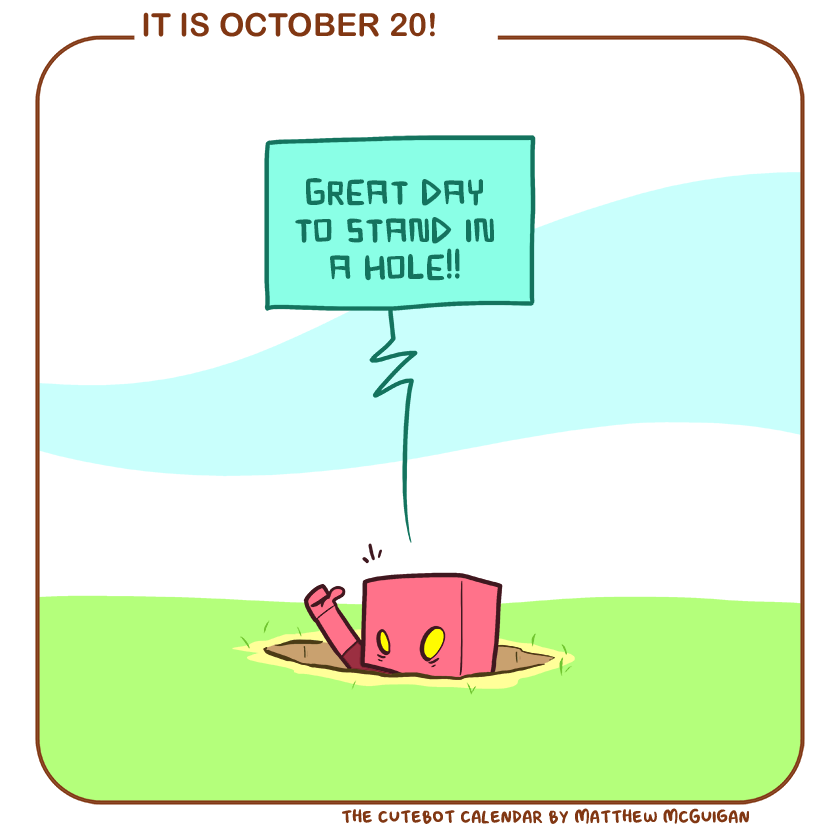 IT IS OCTOBER 20!
GREAT DAY
TO STAND IN
A HOLE!!
THE CUTEBOT CALENDAR BY MATTHEW MCGUIGAN